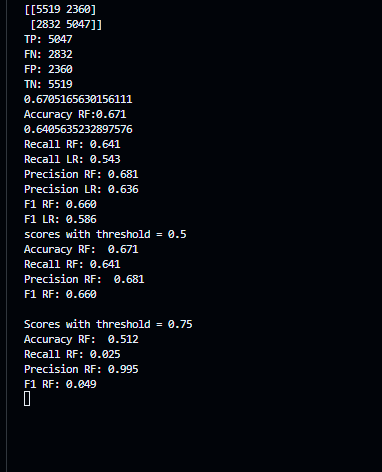 [[5519 2360]
 [2832 5047]]
TP: 5047
FN: 2832
FP: 2360
TN: 5519
0.6705165630156111
Accuracy RF:0.671
0.6405635232897576
Recall RF: 0.641
Recall LR: 0.543
Precision RF: 0.681
Precision LR: 0.636
F1 RF: 0.660
F1 LR: 0.586
scores with threshold = 0.5
Accuracy RF:  0.671
Recall RF: 0.641
Precision RF:  0.681
F1 RF: 0.660

Scores with threshold = 0.75
Accuracy RF:  0.512
Recall RF: 0.025
Precision RF: 0.995
F1 RF: 0.049